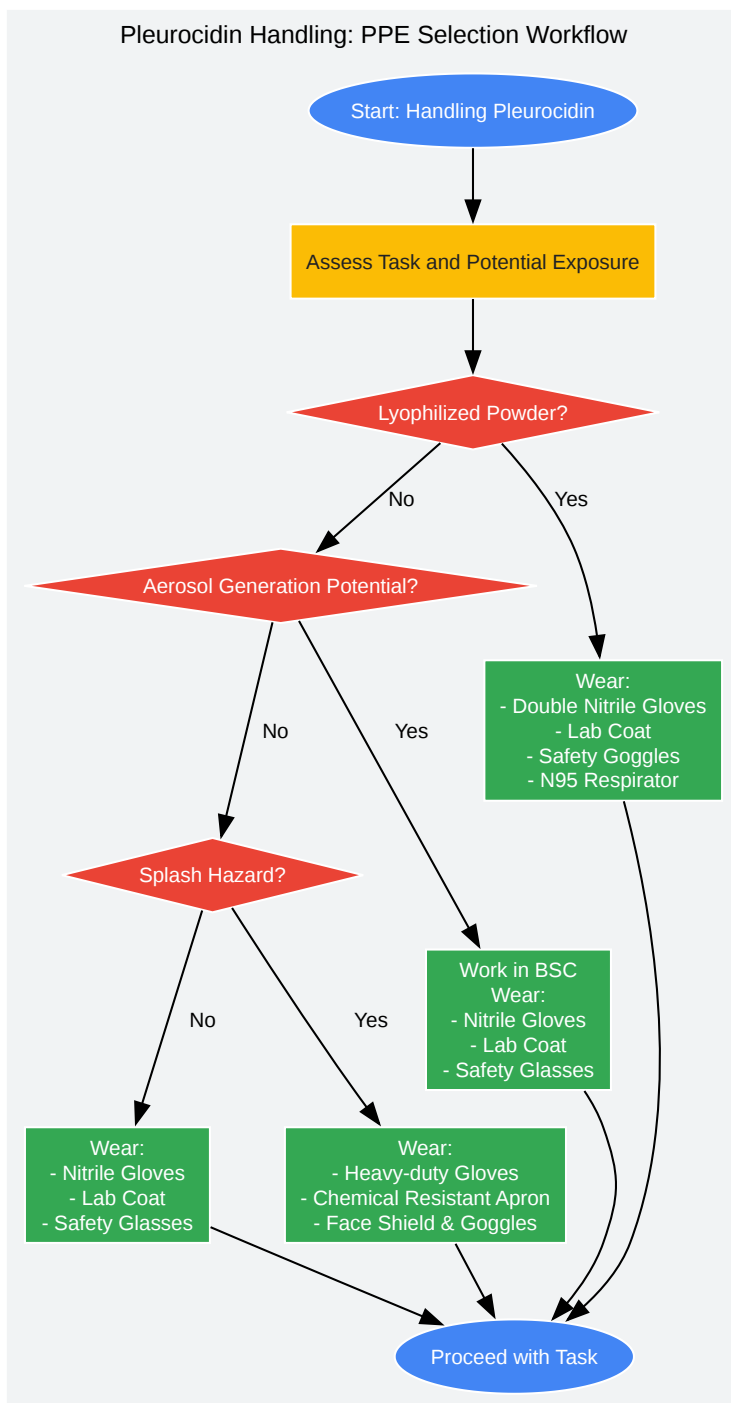 Pleurocidin Handling: PPE Selection Workflow
Start: Handling Pleurocidin
Assess Task and Potential Exposure
Lyophilized Powder?
No
Yes
Aerosol Generation Potential?
No
Yes
Wear:
- Double Nitrile Gloves
- Lab Coat
- Safety Goggles
- N95 Respirator
Splash Hazard?
No
Yes
Work in BSC
Wear:
- Nitrile Gloves
- Lab Coat
- Safety Glasses
Wear:
- Nitrile Gloves
- Lab Coat
- Safety Glasses
Wear:
- Heavy-duty Gloves
- Chemical Resistant Apron
- Face Shield & Goggles
Proceed with Task